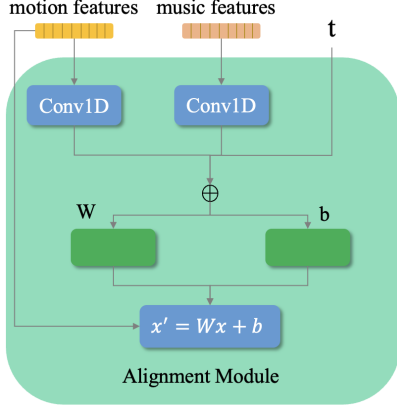 motion features
music features
t
Conv1D
Conv1D
W
b
x′ = Wx + b
Alignment Module